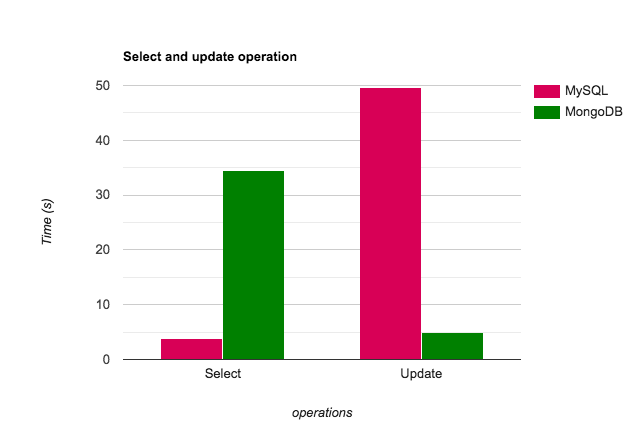 Select and update operation
50
40
30
20
10
0
Time (s)
Select
Update
operations
MySQL
MongoDB